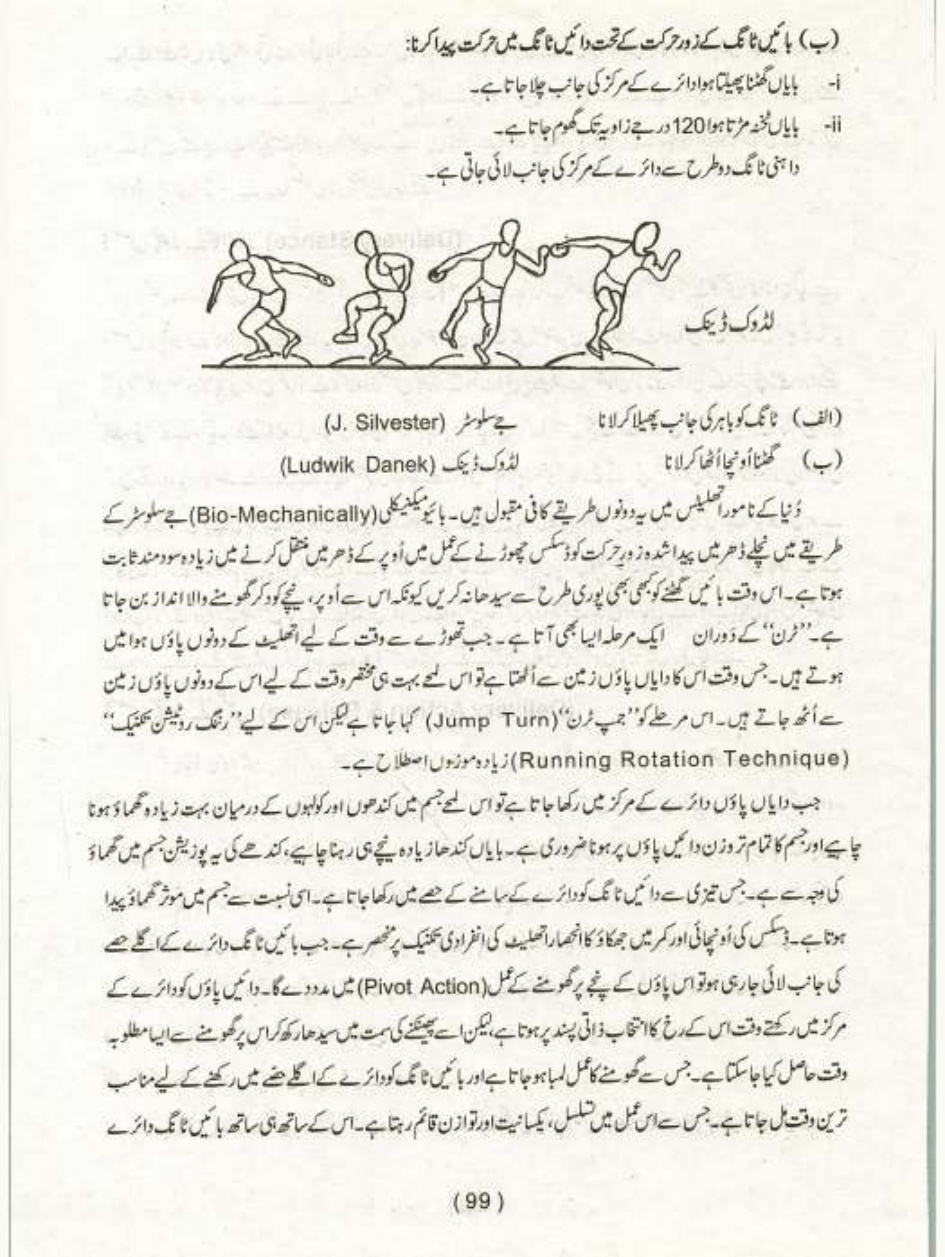 (ب) بائیں ٹانگ کے زور حرکت کے تحت دائیں ٹانگ میں حرکت پیدا کرنا:
i- بایاں گھٹنا پھیلتا ہوا دائرے کے مرکز کی جانب چلا جاتا ہے۔
ii- بایاں ٹخنہ مڑتا ہوا 120 درجے زاویہ تک گھوم جاتا ہے۔
داہنی ٹانگ دو طرح سے دائرے کے مرکز کی جانب لائی جاتی ہے۔
لڈوک ڈینک
(الف) ٹانگ کو باہر کی جانب پھیلا کر لانا جے سلوسٹر (J. Silvester)
(ب) گھٹنا اُونچا اُٹھا کر لانا لڈوک ڈینک (Ludwik Danek)
دُنیا کے نامور اتھلیٹس میں یہ دونوں طریقے کافی مقبول ہیں۔ بائیو میکنیکلی (Bio-Mechanically) جے سلوسٹر کے
طریقے میں نچلے دھڑ میں پیدا شدہ زورِ حرکت کو ڈسکس چھوڑنے کے عمل میں اُوپر کے دھڑ میں منتقل کرنے میں زیادہ سود مند ثابت
ہوتا ہے۔ اس وقت بائیں گھٹنے کو کبھی بھی پوری طرح سے سیدھا نہ کریں کیونکہ اس سے اُوپر، نیچے کود کر گھومنے والا انداز بن جاتا
ہے۔ ’’ٹرن‘‘ کے دَوران ایک مرحلہ ایسا بھی آتا ہے۔ جب تھوڑے سے وقت کے لیے اتھلیٹ کے دونوں پاؤں ہوا میں
ہوتے ہیں۔ جس وقت اس کا دایاں پاؤں زمین سے اُٹھتا ہے تو اس لمحے بہت ہی مختصر وقت کے لیے اس کے دونوں پاؤں زمین
سے اُٹھ جاتے ہیں۔ اس مرحلے کو ’’جمپ ٹرن‘‘ (Jump Turn) کہا جاتا ہے لیکن اس کے لیے ’’رننگ روٹیشن تکنیک‘‘
(Running Rotation Technique) زیادہ موزوں اصطلاح ہے۔
جب دایاں پاؤں دائرے کے مرکز میں رکھا جاتا ہے تو اس لمحے جسم میں کندھوں اور کولہوں کے درمیان بہت زیادہ گھماؤ ہونا
چاہیے اور جسم کا تمام تر وزن دائیں پاؤں پر ہونا ضروری ہے۔ بایاں کندھا زیادہ نیچے ہی رہنا چاہیے، کندھے کی یہ پوزیشن جسم میں گھماؤ
کی وجہ سے ہے۔ جس تیزی سے دائیں ٹانگ کو دائرے کے سامنے کے حصے میں رکھا جاتا ہے۔ اسی نسبت سے جسم میں موثر گھماؤ پیدا
ہوتا ہے۔ ڈسکس کی اُونچائی اور کمر میں جھکاؤ کا انحصار اتھلیٹ کی انفرادی تکنیک پر منحصر ہے۔ جب بائیں ٹانگ دائرے کے اگلے حصے
کی جانب لائی جا رہی ہو تو اس پاؤں کے پنجے پر گھومنے کے عمل (Pivot Action) میں مدد دے گا۔ دائیں پاؤں کو دائرے کے
مرکز میں رکھتے وقت اس کے رخ کا انتخاب ذاتی پسند پر ہوتا ہے، لیکن اسے پھینکنے کی سمت میں سیدھا رکھ کر اس پر گھومنے سے ایسا مطلوبہ
وقت حاصل کیا جا سکتا ہے۔ جس سے گھومنے کا عمل لمبا ہو جاتا ہے اور بائیں ٹانگ کو دائرے کے اگلے حصّے میں رکھنے کے لیے مناسب
ترین وقت مل جاتا ہے۔ جس سے اس عمل میں تسلسل، یکسانیت اور توازن قائم رہتا ہے۔ اس کے ساتھ ہی ساتھ بائیں ٹانگ دائرے
(99)